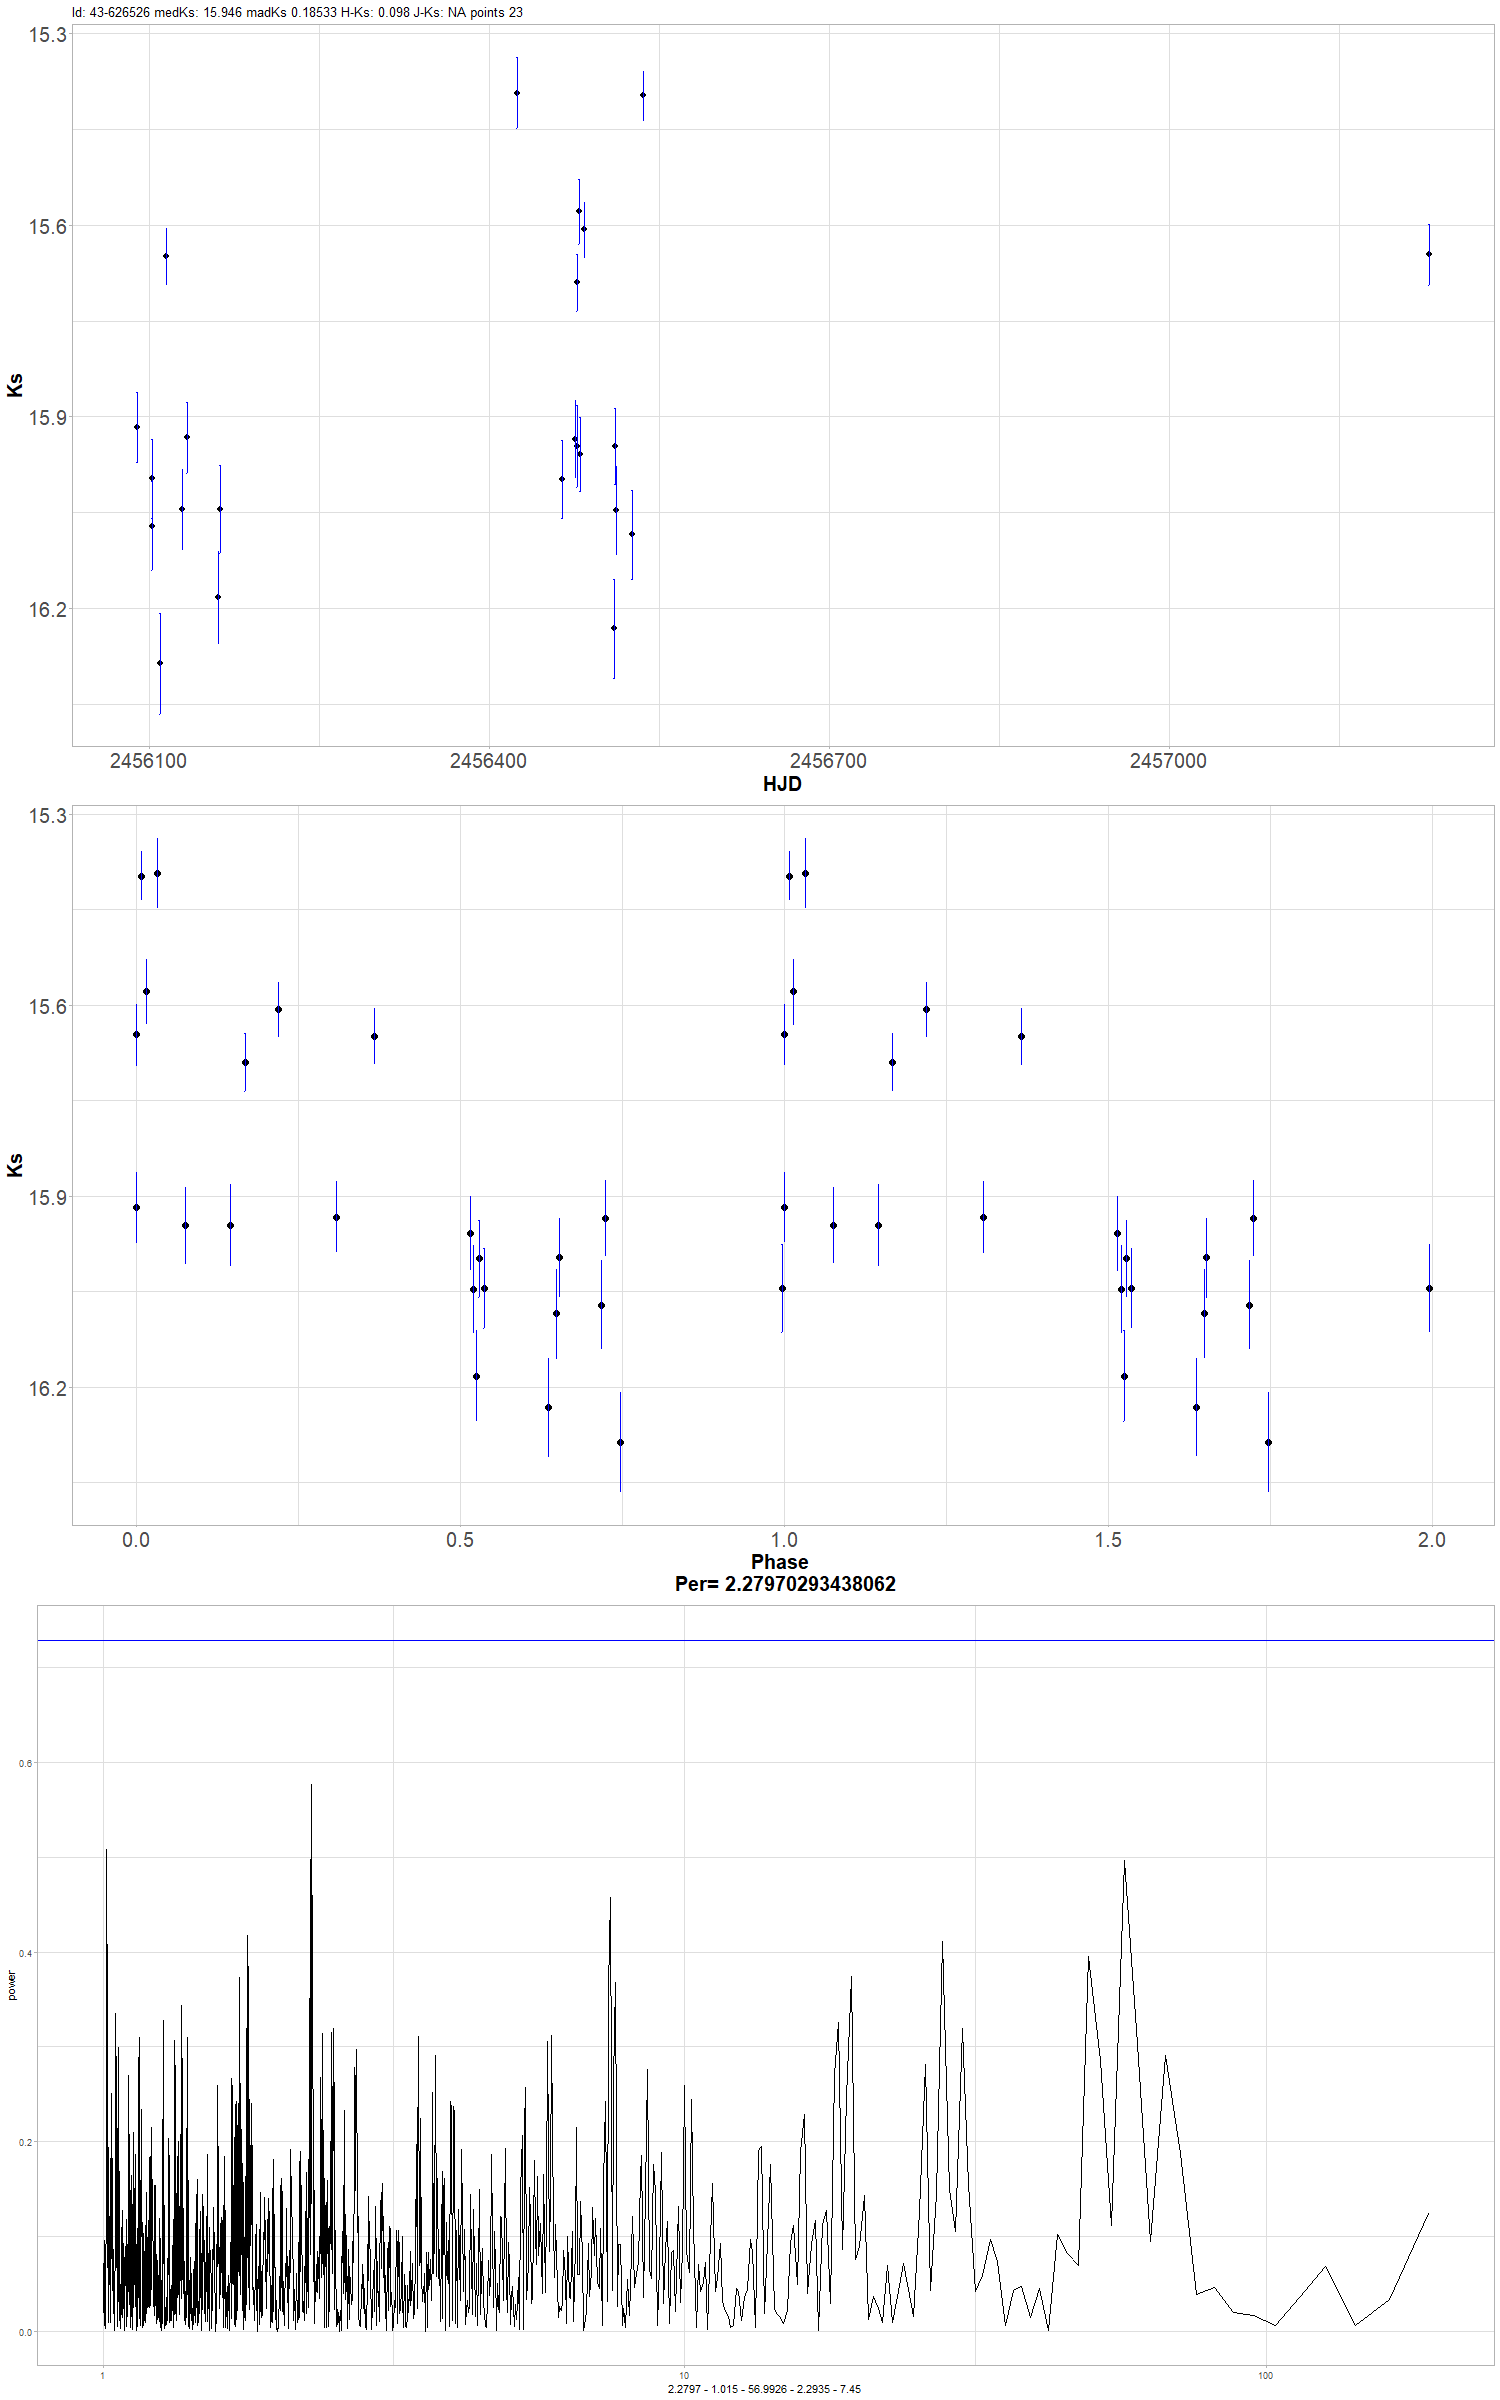 Id: 43-626526 medKs: 15.946 madKs 0.18533 H-Ks: 0.098 J-Ks: NA points 23
15.3
15.6
15.9
16.2
Ks
2456100 2456400 2456700 2457000
HJD
15.3
15.6
15.9
16.2
Ks
0.0 0.5 1.0 1.5 2.0
Phase
Per= 2.27970293438062
0.6
0.4
0.2
0.0
power
1 10 100
2.2797 - 1.015 - 56.9926 - 2.2935 - 7.45